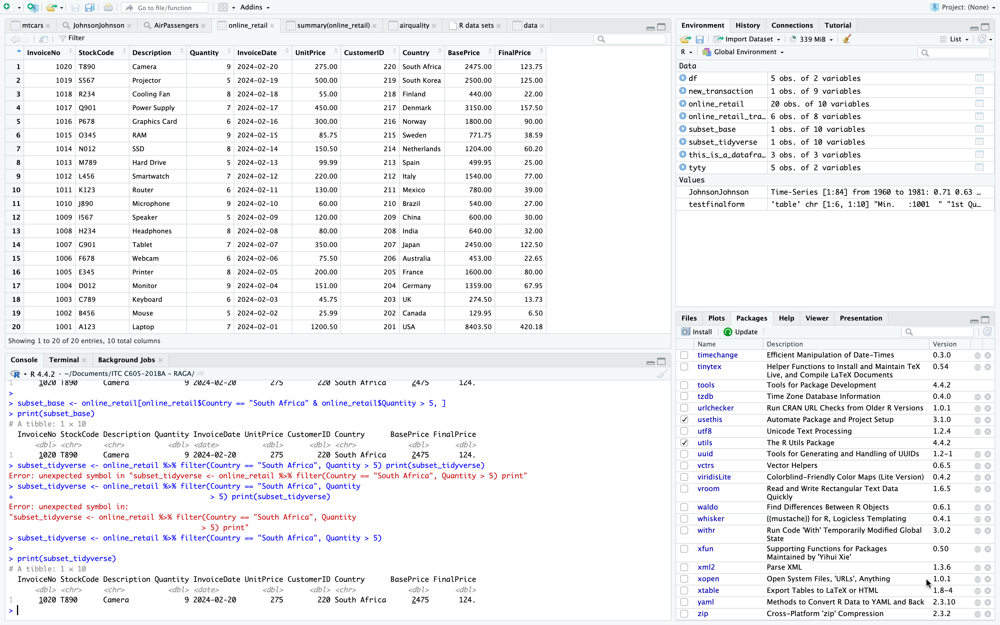 Go to file/function
Addins
Project: (None)
mtcars JohnsonJohnson AirPassengers online_retail summary(online_retail) airquality R data sets data
Filter
InvoiceNo StockCode Description Quantity InvoiceDate UnitPrice CustomerID Country BasePrice FinalPrice
1 1020 T890 Camera 9 2024-02-20 275.00 220 South Africa 2475.00 123.75
2 1019 S567 Projector 5 2024-02-19 500.00 219 South Korea 2500.00 125.00
3 1018 R234 Cooling Fan 8 2024-02-18 55.00 218 Finland 440.00 22.00
4 1017 Q901 Power Supply 7 2024-02-17 450.00 217 Denmark 3150.00 157.50
5 1016 P678 Graphics Card 6 2024-02-16 300.00 216 Norway 1800.00 90.00
6 1015 O345 RAM 9 2024-02-15 85.75 215 Sweden 771.75 38.59
7 1014 N012 SSD 8 2024-02-14 150.50 214 Netherlands 1204.00 60.20
8 1013 M789 Hard Drive 5 2024-02-13 99.99 213 Spain 499.95 25.00
9 1012 L456 Smartwatch 7 2024-02-12 220.00 212 Italy 1540.00 77.00
10 1011 K123 Router 6 2024-02-11 130.00 211 Mexico 780.00 39.00
11 1010 J890 Microphone 9 2024-02-10 60.00 210 Brazil 540.00 27.00
12 1009 I567 Speaker 5 2024-02-09 120.00 209 China 600.00 30.00
13 1008 H234 Headphones 8 2024-02-08 80.00 208 India 640.00 32.00
14 1007 G901 Tablet 7 2024-02-07 350.00 207 Japan 2450.00 122.50
15 1006 F678 Webcam 6 2024-02-06 75.50 206 Australia 453.00 22.65
16 1005 E345 Printer 8 2024-02-05 200.00 205 France 1600.00 80.00
17 1004 D012 Monitor 9 2024-02-04 151.00 204 Germany 1359.00 67.95
18 1003 C789 Keyboard 6 2024-02-03 45.75 203 UK 274.50 13.73
19 1002 B456 Mouse 5 2024-02-02 25.99 202 Canada 129.95 6.50
20 1001 A123 Laptop 7 2024-02-01 1200.50 201 USA 8403.50 420.18
Showing 1 to 20 of 20 entries, 10 total columns
Console Terminal Background Jobs
R 4.4.2 · ~/Documents/ITC C605-201BA - RAGA/
1 1020 T890 Camera 9 2024-02-20 275 220 South Africa 2475 124.
>
> subset_base <- online_retail[online_retail$Country == "South Africa" & online_retail$Quantity > 5, ]
> print(subset_base)
# A tibble: 1 × 10
InvoiceNo StockCode Description Quantity InvoiceDate UnitPrice CustomerID Country BasePrice FinalPrice
<dbl> <chr> <chr> <dbl> <date> <dbl> <dbl> <chr> <dbl> <dbl>
1 1020 T890 Camera 9 2024-02-20 275 220 South Africa 2475 124.
> subset_tidyverse <- online_retail %>% filter(Country == "South Africa", Quantity > 5) print(subset_tidyverse)
Error: unexpected symbol in "subset_tidyverse <- online_retail %>% filter(Country == "South Africa", Quantity > 5) print"
> subset_tidyverse <- online_retail %>% filter(Country == "South Africa", Quantity
+ > 5) print(subset_tidyverse)
Error: unexpected symbol in:
"subset_tidyverse <- online_retail %>% filter(Country == "South Africa", Quantity
> 5) print"
> subset_tidyverse <- online_retail %>% filter(Country == "South Africa", Quantity > 5)
>
> print(subset_tidyverse)
# A tibble: 1 × 10
InvoiceNo StockCode Description Quantity InvoiceDate UnitPrice CustomerID Country BasePrice FinalPrice
<dbl> <chr> <chr> <dbl> <date> <dbl> <dbl> <chr> <dbl> <dbl>
1 1020 T890 Camera 9 2024-02-20 275 220 South Africa 2475 124.
>
Environment History Connections Tutorial
Import Dataset 339 MiB List
R Global Environment
Data
df 5 obs. of 2 variables
new_transaction 1 obs. of 9 variables
online_retail 20 obs. of 10 variables
online_retail_tra… 6 obs. of 8 variables
subset_base 1 obs. of 10 variables
subset_tidyverse 1 obs. of 10 variables
this_is_a_datafra… 3 obs. of 3 variables
tyty 5 obs. of 2 variables
Values
JohnsonJohnson Time-Series [1:84] from 1960 to 1981: 0.71 0.63 …
testfinalform 'table' chr [1:6, 1:10] "Min. :1001 " "1st Qu…
Files Plots Packages Help Viewer Presentation
Install Update
Name Description Version
timechange Efficient Manipulation of Date-Times 0.3.0
tinytex Helper Functions to Install and Maintain TeX 0.54
Live, and Compile LaTeX Documents
tools Tools for Package Development 4.4.2
tzdb Time Zone Database Information 0.4.0
urlchecker Run CRAN URL Checks from Older R Versions 1.0.1
usethis Automate Package and Project Setup 3.1.0
utf8 Unicode Text Processing 1.2.4
utils The R Utils Package 4.4.2
uuid Tools for Generating and Handling of UUIDs 1.2-1
vctrs Vector Helpers 0.6.5
viridisLite Colorblind-Friendly Color Maps (Lite Version) 0.4.2
vroom Read and Write Rectangular Text Data 1.6.5
Quickly
waldo Find Differences Between R Objects 0.6.1
whisker {{mustache}} for R, Logicless Templating 0.4.1
withr Run Code 'With' Temporarily Modified Global 3.0.2
State
xfun Supporting Functions for Packages 0.50
Maintained by 'Yihui Xie'
xml2 Parse XML 1.3.6
xopen Open System Files, 'URLs', Anything 1.0.1
xtable Export Tables to LaTeX or HTML 1.8-4
yaml Methods to Convert R Data to YAML and Back 2.3.10
zip Cross-Platform 'zip' Compression 2.3.2